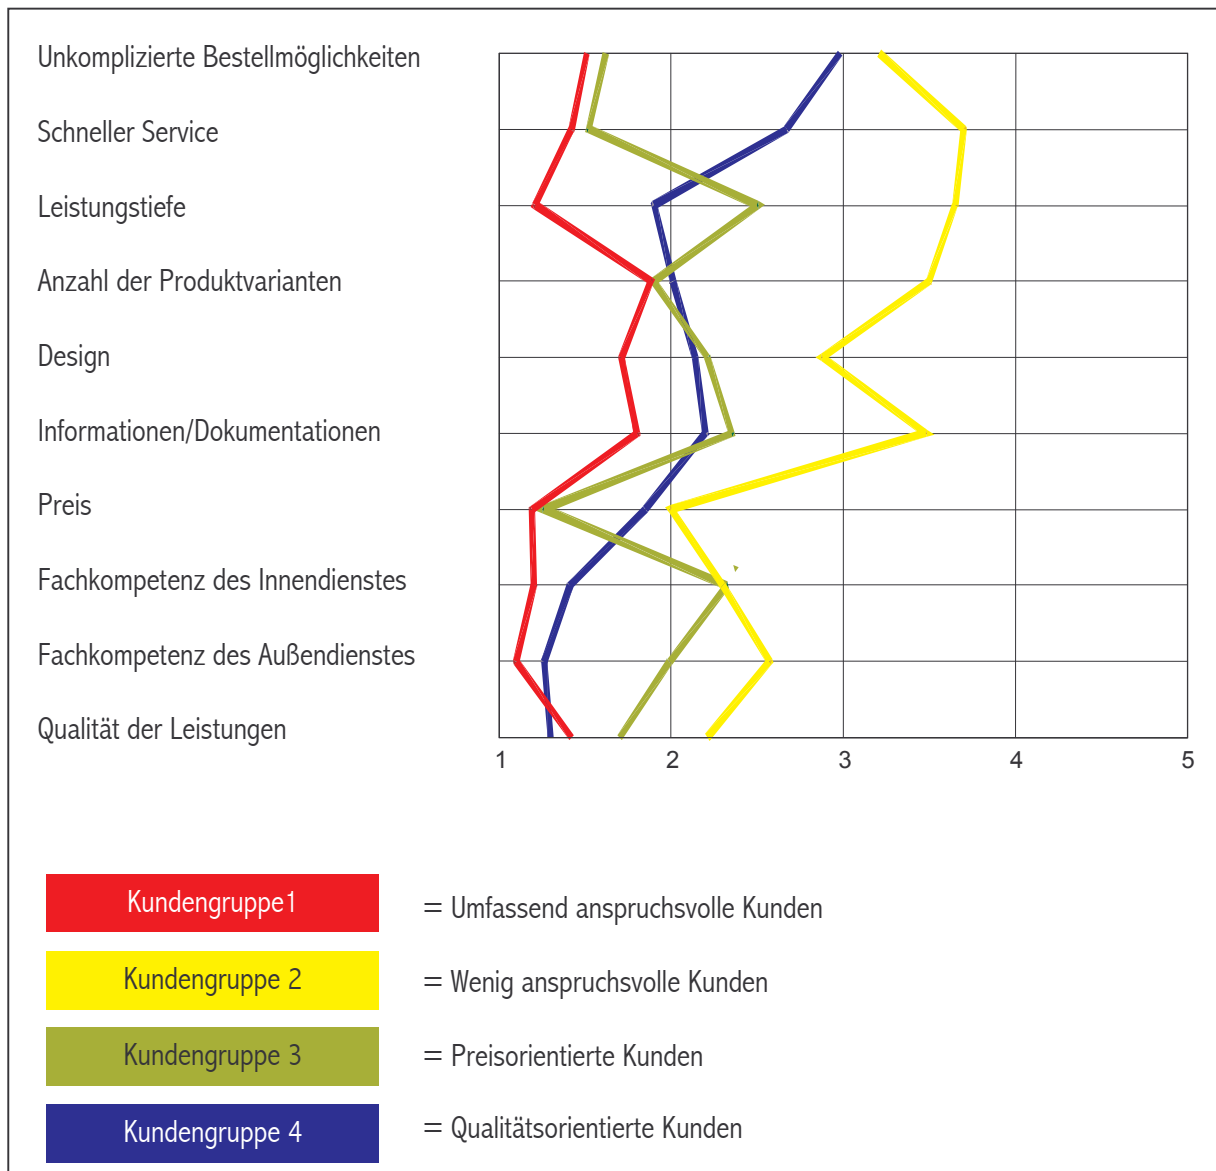 Unkomplizierte Bestellmöglichkeiten
Schneller Service
Leistungstiefe
Anzahl der Produktvarianten
Design
Informationen/Dokumentationen
Preis
Fachkompetenz des Innendienstes
Fachkompetenz des Außendienstes
Qualität der Leistungen
1 2 3 4 5
Kundengruppe1 = Umfassend anspruchsvolle Kunden
Kundengruppe 2 = Wenig anspruchsvolle Kunden
Kundengruppe 3 = Preisorientierte Kunden
Kundengruppe 4 = Qualitätsorientierte Kunden